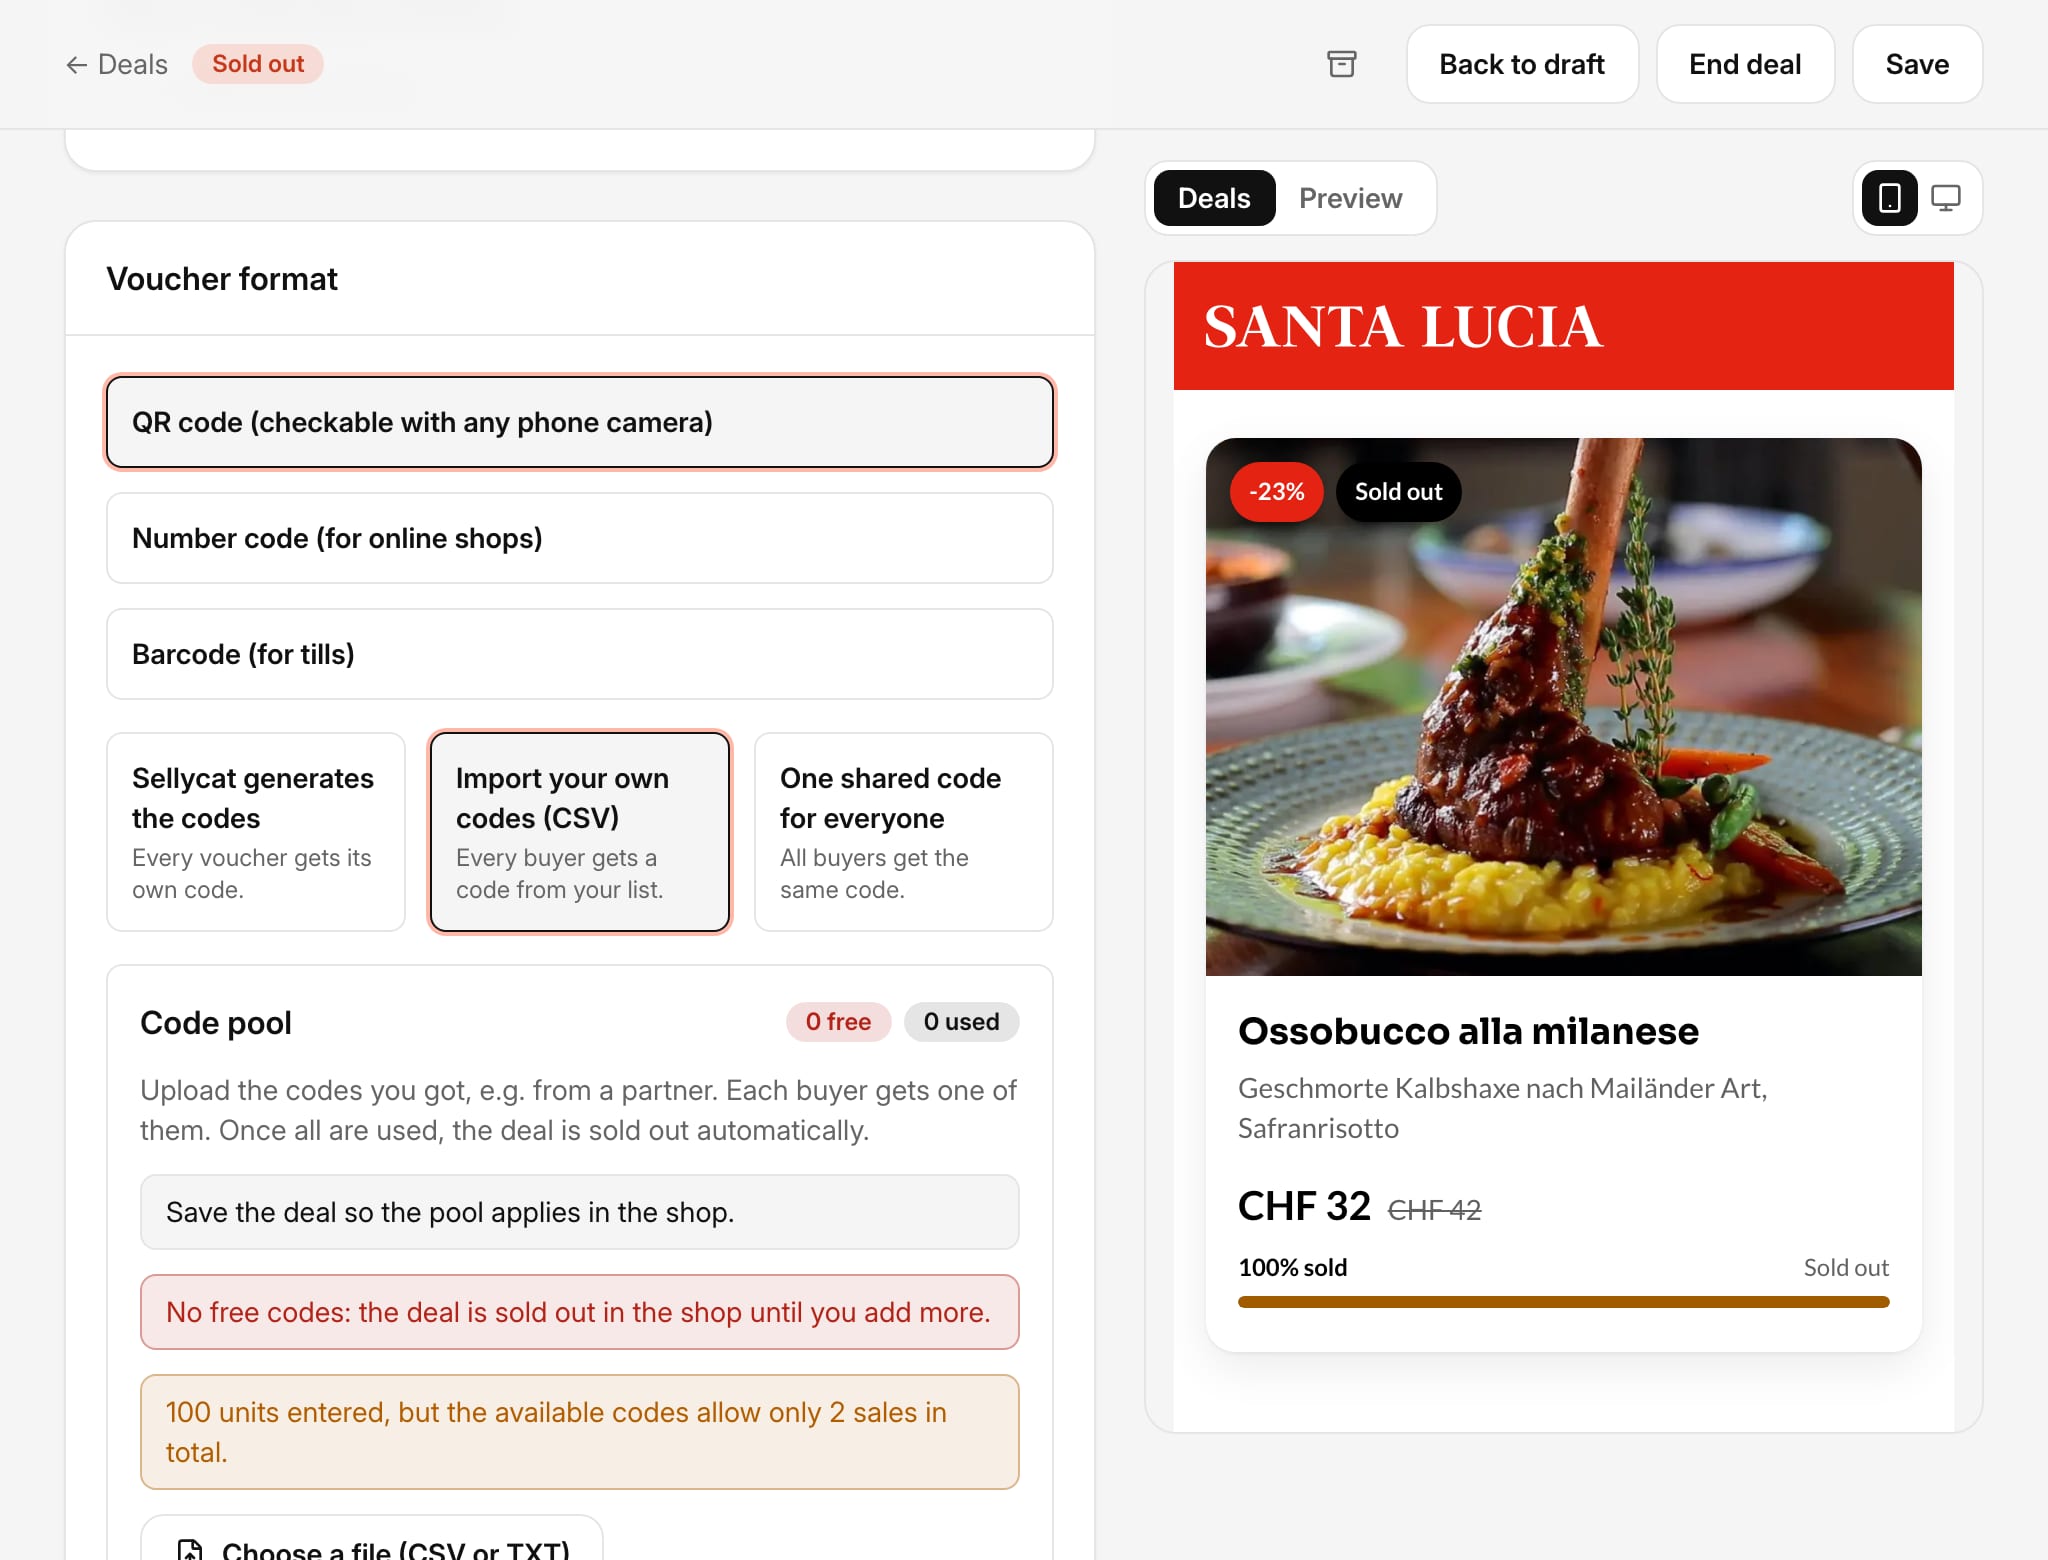 Deals
Sold out
Back to draft
End deal
Save
Voucher format
QR code (checkable with any phone camera)
Number code (for online shops)
Barcode (for tills)
Sellycat generates
the codes
Every voucher gets its
own code.
Import your own
codes (CSV)
Every buyer gets a
code from your list.
One shared code
for everyone
All buyers get the
same code.
Code pool
0 free
0 used
Upload the codes you got, e.g. from a partner. Each buyer gets one of
them. Once all are used, the deal is sold out automatically.
Save the deal so the pool applies in the shop.
No free codes: the deal is sold out in the shop until you add more.
100 units entered, but the available codes allow only 2 sales in
total.
Choose a file (CSV or TXT)
Deals
Preview
SANTA LUCIA
-23%
Sold out
Ossobucco alla milanese
Geschmorte Kalbshaxe nach Mailänder Art,
Safranrisotto
CHF 32 CHF 42
100% sold
Sold out